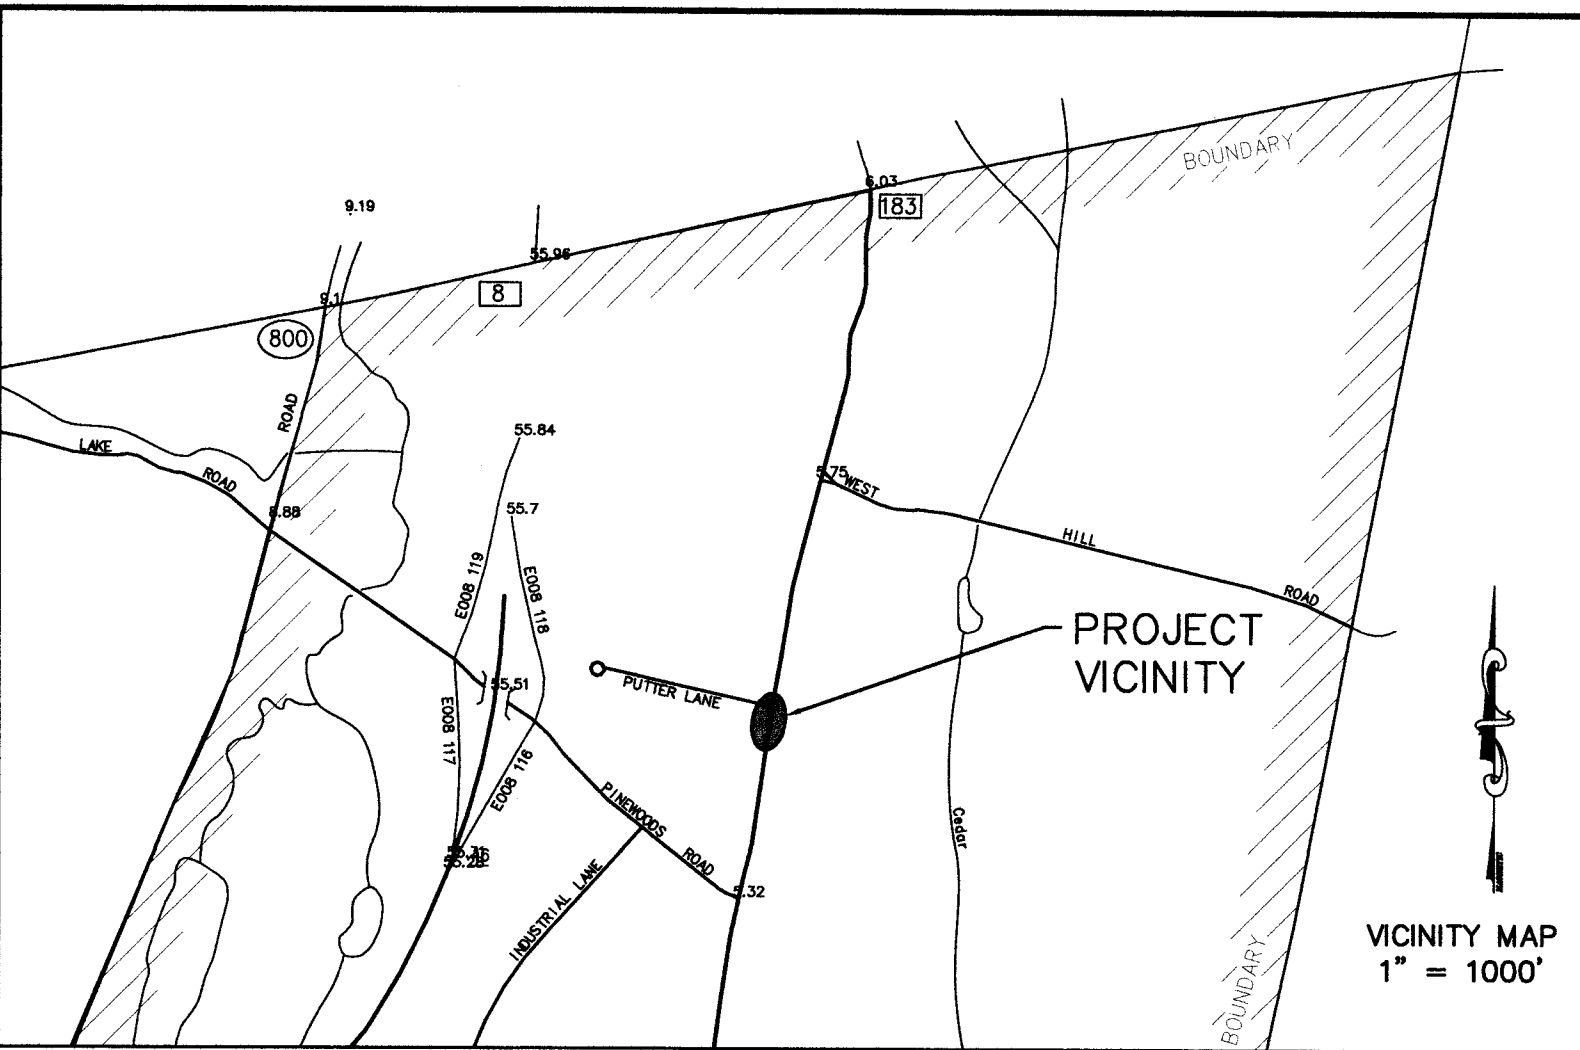 BOUNDARY
6.03
183
9.19
55.96
9.1
8
800
ROAD
55.84
LAKE
ROAD
5.75
WEST
55.7
8.88
HILL
E008 119
E008 118
ROAD
PROJECT
VICINITY
55.51
PUTTER LANE
E008 117
E008 116
PINEWOODS
ROAD
Cedar
INDUSTRIAL LANE
5.32
VICINITY MAP
1" = 1000'
BOUNDARY